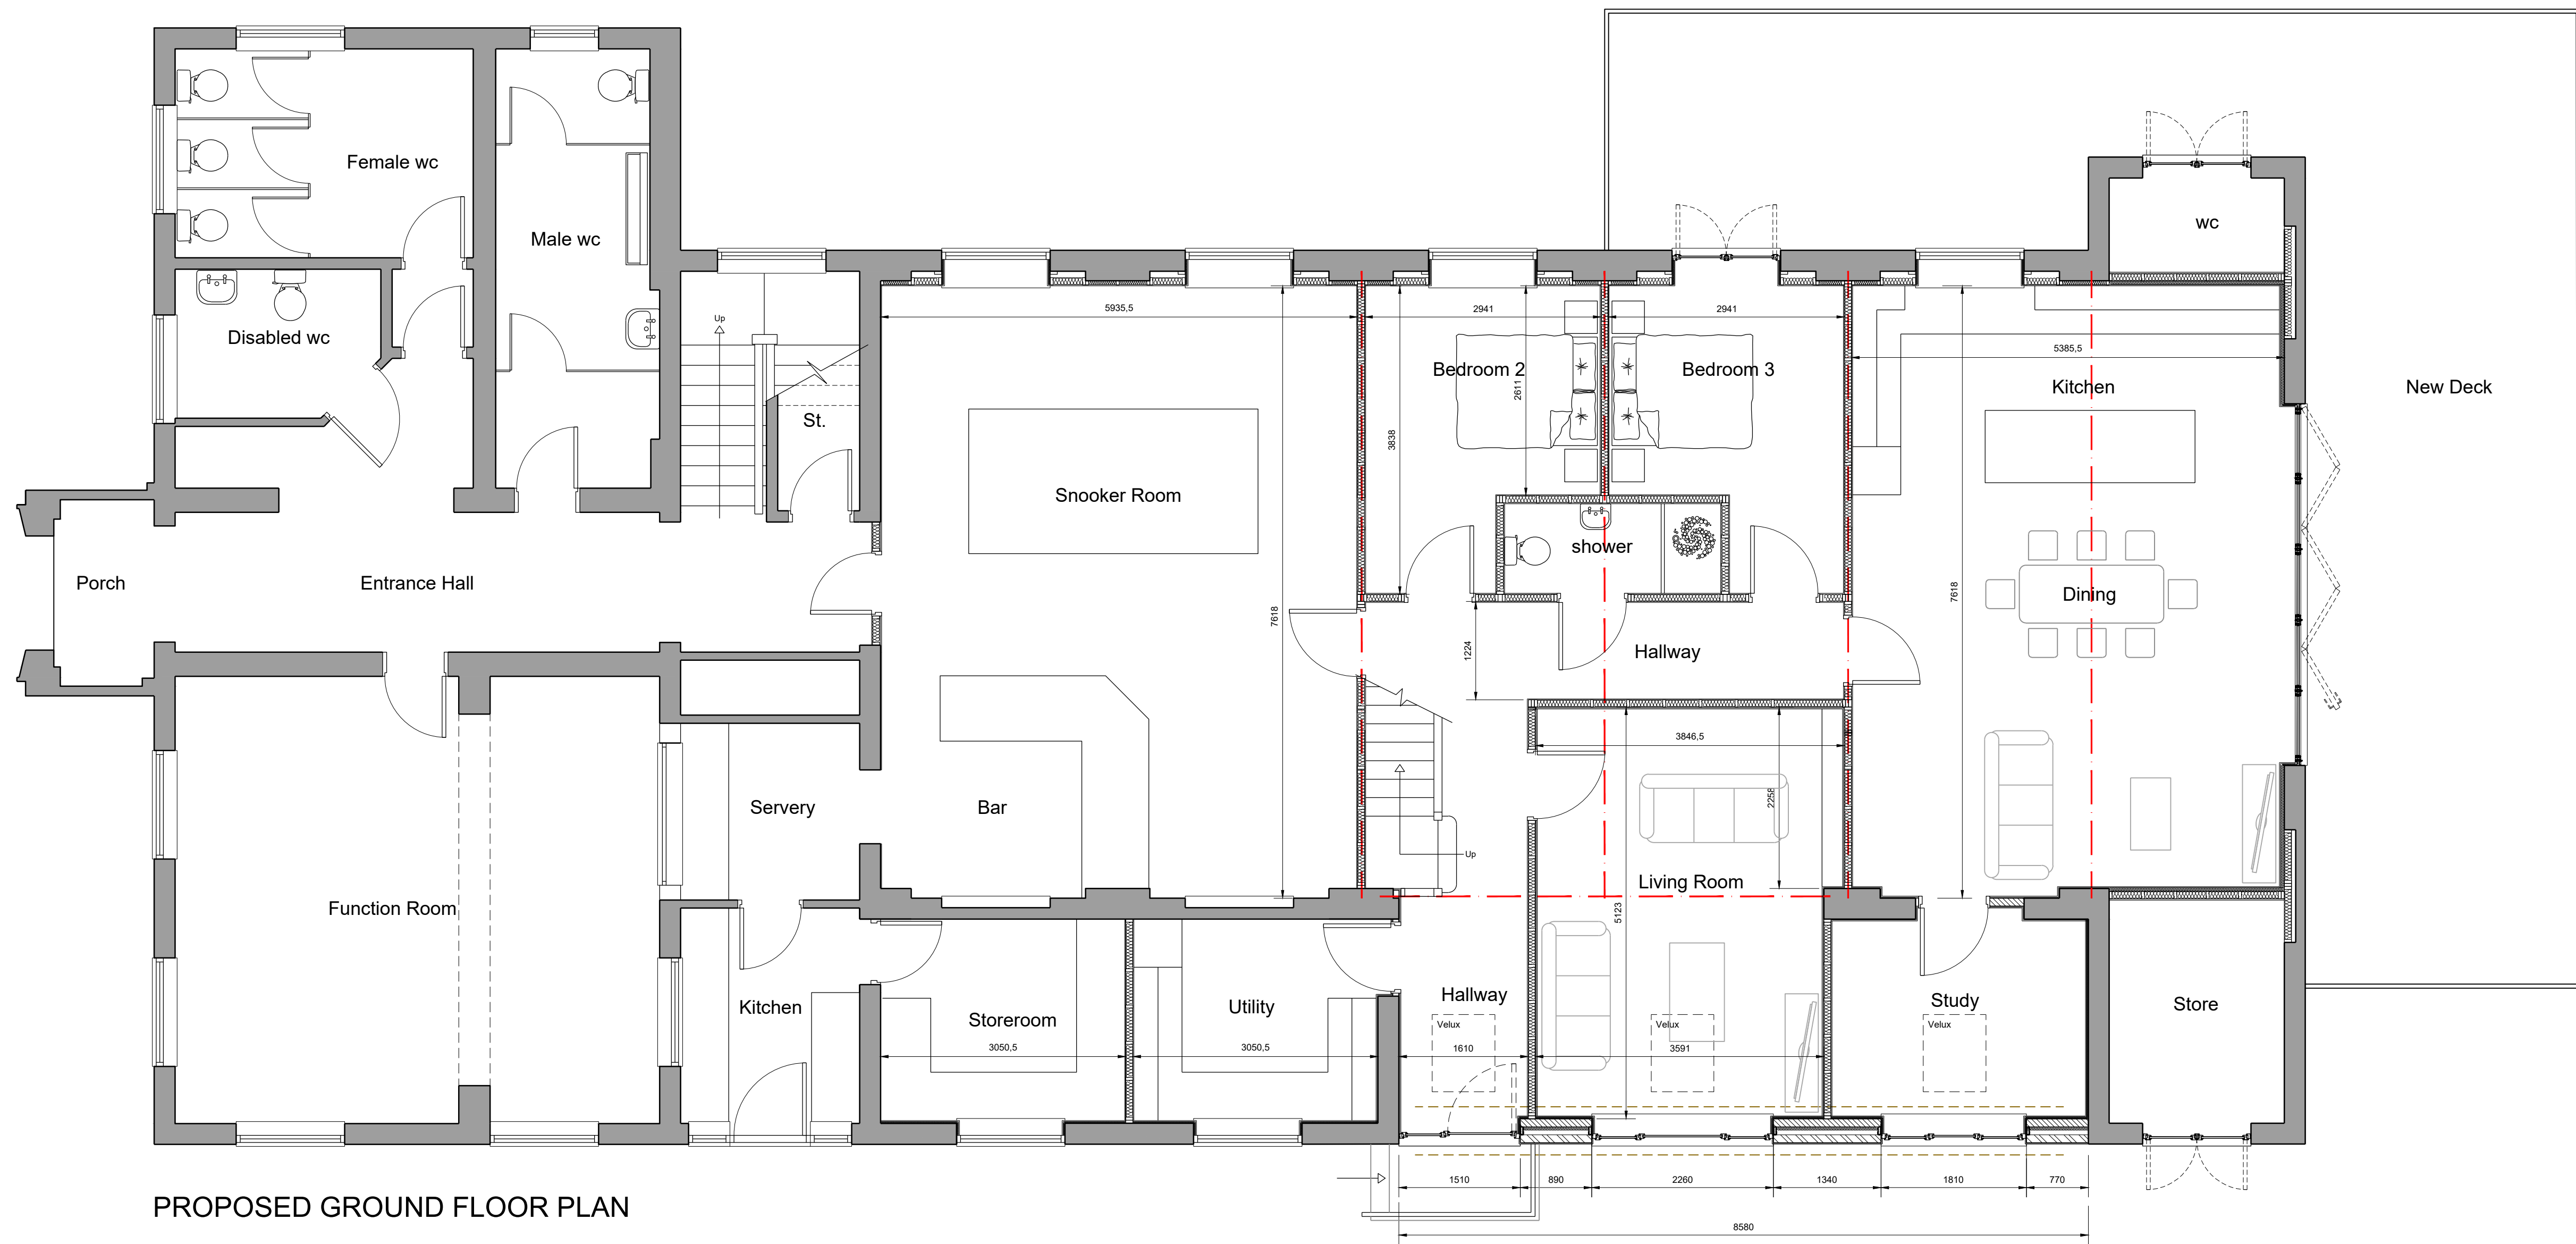 Female wc
Male wc
wc
Disabled wc
Up
St.
5935,5
2941
2941
5385,5
Bedroom 2
Bedroom 3
Kitchen
New Deck
2611
3838
Snooker Room
shower
Porch
Entrance Hall
7618
7618
Dining
1224
Hallway
3846,5
Servery
Bar
2258
Up
Living Room
5123
Function Room
Kitchen
Storeroom
Utility
Hallway
Study
Store
Velux
Velux
Velux
3050,5
3050,5
1610
3591
1510
890
2260
1340
1810
770
PROPOSED GROUND FLOOR PLAN
8580